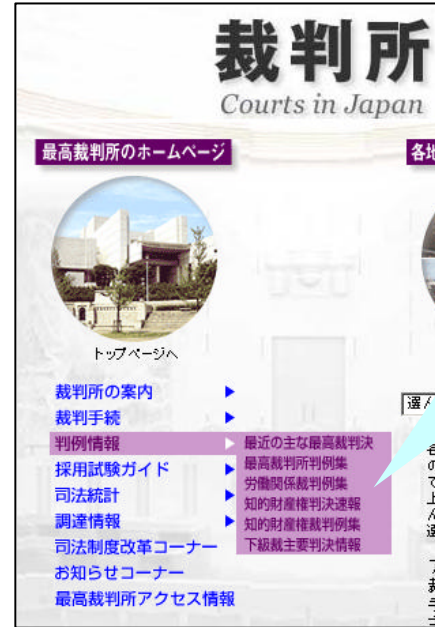 裁判所
Courts in Japan
最高裁判所のホームページ
各地
トップページへ
裁判所の案内
裁判手続
判例情報
採用試験ガイド
司法統計
調達情報
司法制度改革コーナー
お知らせコーナー
最高裁判所アクセス情報
最近の主な最高裁判決
最高裁判所判例集
労働関係裁判例集
知的財産権判決速報
知的財産権裁判例集
下級裁主要判決情報
選ん
の
で
上
ん
選